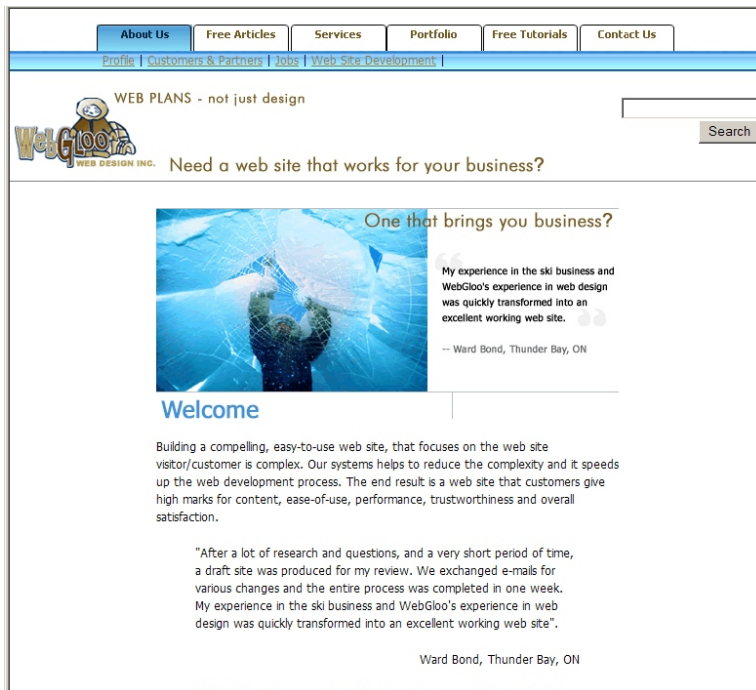 About Us Free Articles Services Portfolio Free Tutorials Contact Us
Profile | Customers & Partners | Jobs | Web Site Development |
WEB PLANS - not just design
Search
WebGloo
WEB DESIGN INC.
Need a web site that works for your business?
One that brings you business?
My experience in the ski business and
WebGloo's experience in web design
was quickly transformed into an
excellent working web site.
-- Ward Bond, Thunder Bay, ON
Welcome
Building a compelling, easy-to-use web site, that focuses on the web site
visitor/customer is complex. Our systems helps to reduce the complexity and it speeds
up the web development process. The end result is a web site that customers give
high marks for content, ease-of-use, performance, trustworthiness and overall
satisfaction.
"After a lot of research and questions, and a very short period of time,
a draft site was produced for my review. We exchanged e-mails for
various changes and the entire process was completed in one week.
My experience in the ski business and WebGloo's experience in web
design was quickly transformed into an excellent working web site".
Ward Bond, Thunder Bay, ON